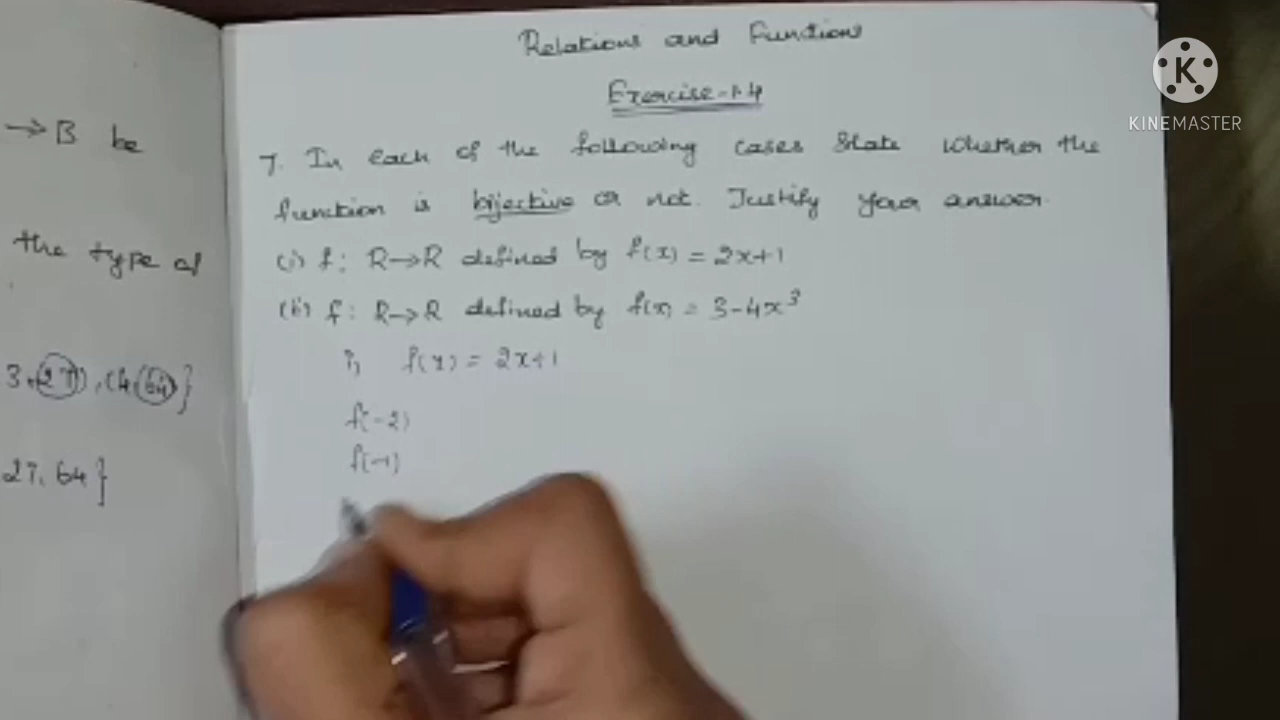 →B be
the type of
3,27), (4,64)}
27, 64}
Relations and Functions
Exercise-1.4
7. In each of the following cases state whether the
function is bijective or not. Justify your answer.
(i) f: R→R defined by f(x) = 2x+1
(ii) f: R→R defined by f(x) = 3-4x³
i, f(x) = 2x+1
f(-2)
f(-1)
K
KINEMASTER